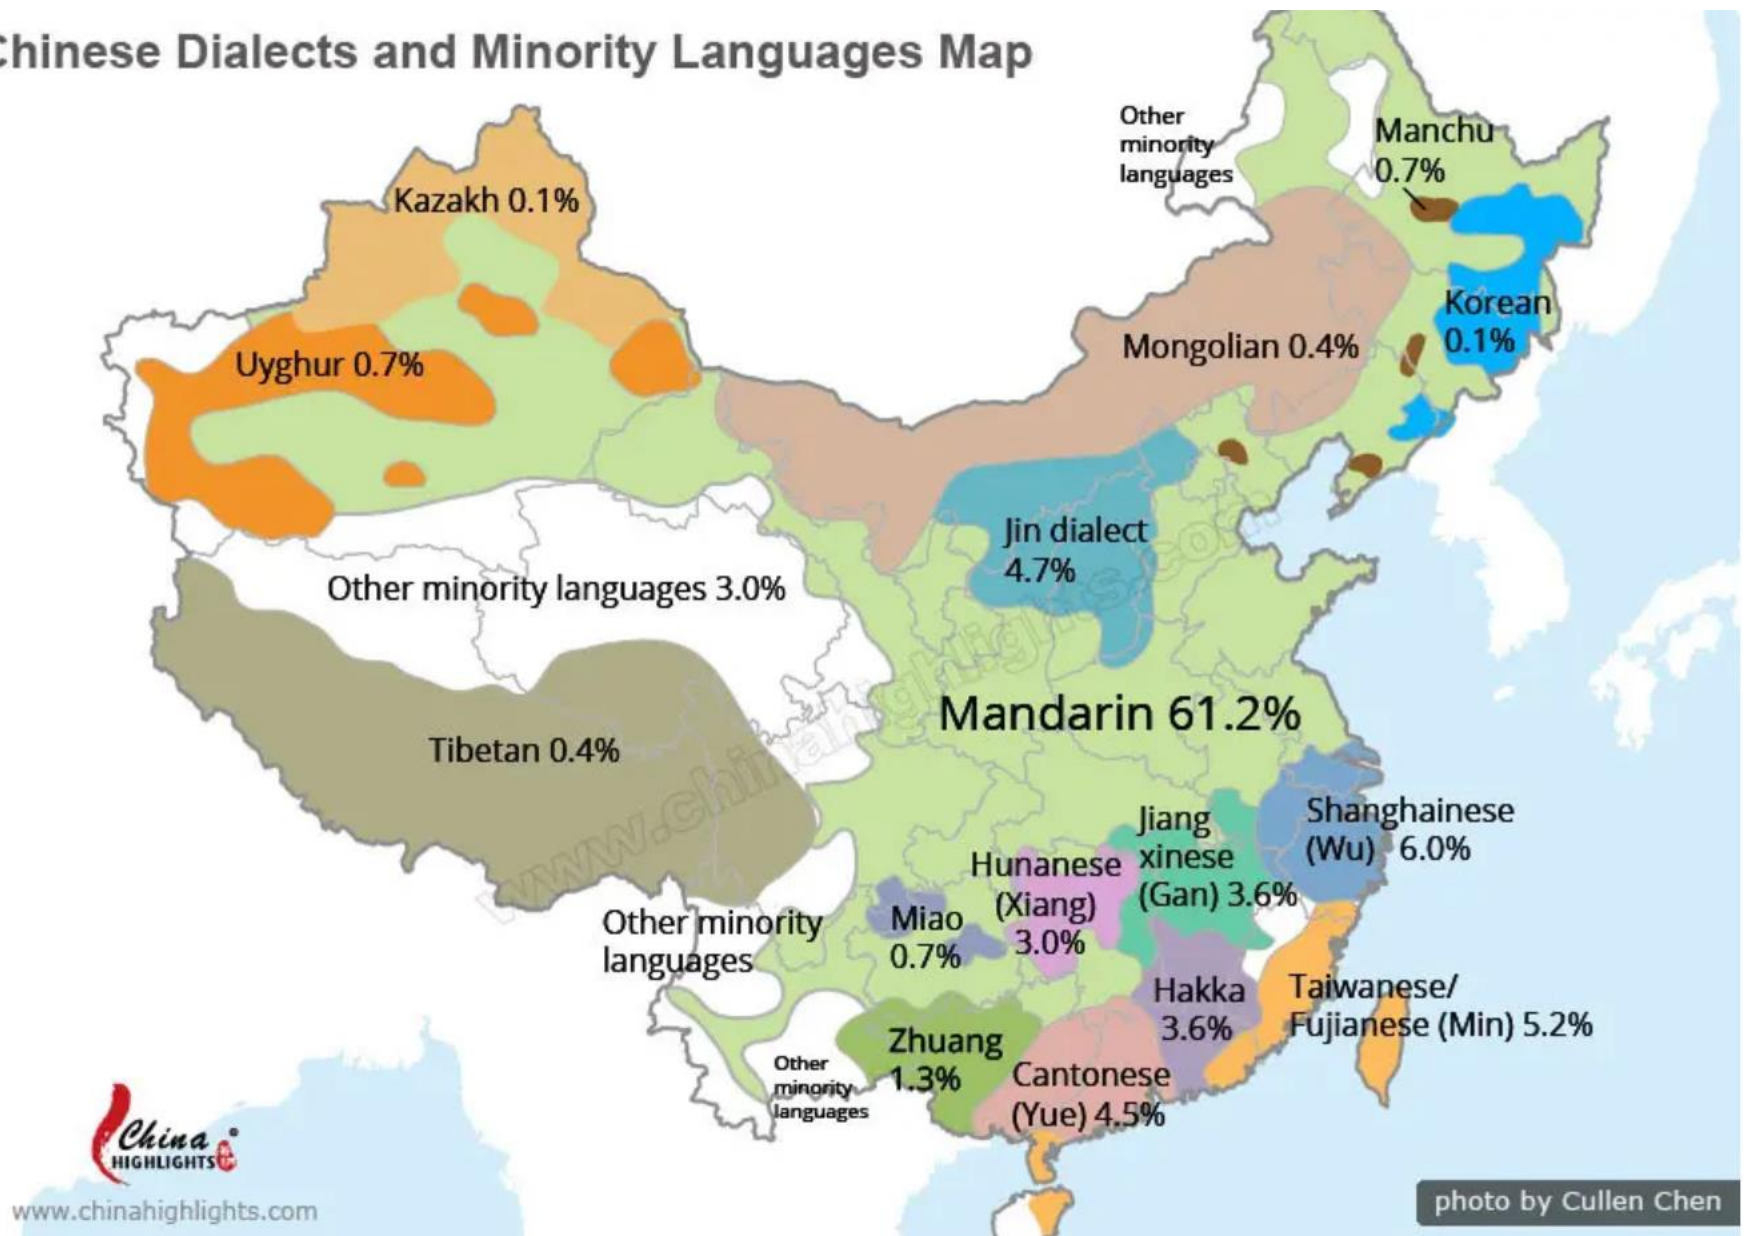 Chinese Dialects and Minority Languages Map
Other
minority
languages
Manchu
0.7%
Kazakh 0.1%
Korean
0.1%
Mongolian 0.4%
Uyghur 0.7%
Jin dialect
4.7%
Other minority languages 3.0%
Mandarin 61.2%
Tibetan 0.4%
www.chinahighlights.com
Shanghainese
(Wu) 6.0%
Jiang
xinese
(Gan) 3.6%
Hunanese
(Xiang)
3.0%
Miao
0.7%
Other minority
languages
Hakka
3.6%
Taiwanese/
Fujianese (Min) 5.2%
Zhuang
1.3%
Other
minority
languages
Cantonese
(Yue) 4.5%
China
HIGHLIGHTS
www.chinahighlights.com
photo by Cullen Chen